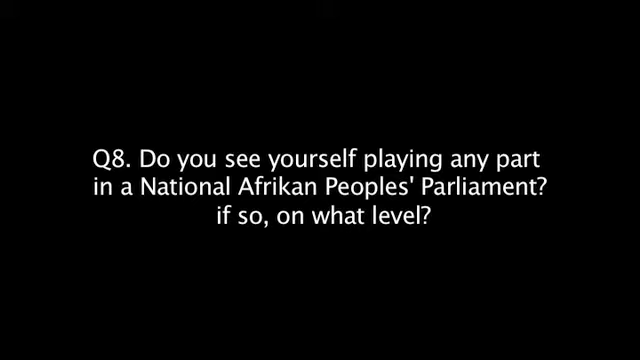 Q8. Do you see yourself playing any part
in a National Afrikan Peoples' Parliament?
if so, on what level?